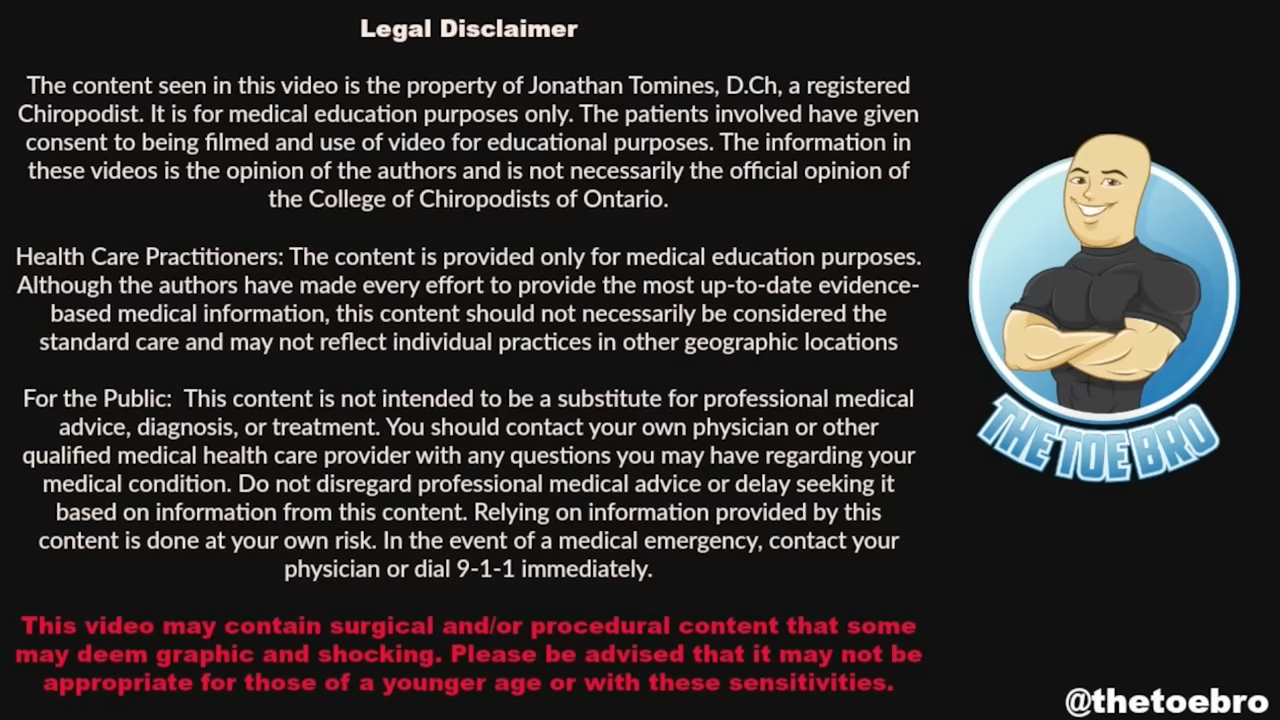 Legal Disclaimer
The content seen in this video is the property of Jonathan Tomines, D.Ch, a registered
Chiropodist. It is for medical education purposes only. The patients involved have given
consent to being filmed and use of video for educational purposes. The information in
these videos is the opinion of the authors and is not necessarily the official opinion of
the College of Chiropodists of Ontario.
Health Care Practitioners: The content is provided only for medical education purposes.
Although the authors have made every effort to provide the most up-to-date evidence-
based medical information, this content should not necessarily be considered the
standard care and may not reflect individual practices in other geographic locations
For the Public:  This content is not intended to be a substitute for professional medical
advice, diagnosis, or treatment. You should contact your own physician or other
qualified medical health care provider with any questions you may have regarding your
medical condition. Do not disregard professional medical advice or delay seeking it
based on information from this content. Relying on information provided by this
content is done at your own risk. In the event of a medical emergency, contact your
physician or dial 9-1-1 immediately.
This video may contain surgical and/or procedural content that some
may deem graphic and shocking. Please be advised that it may not be
appropriate for those of a younger age or with these sensitivities.
THE TOE BRO
@thetoebro